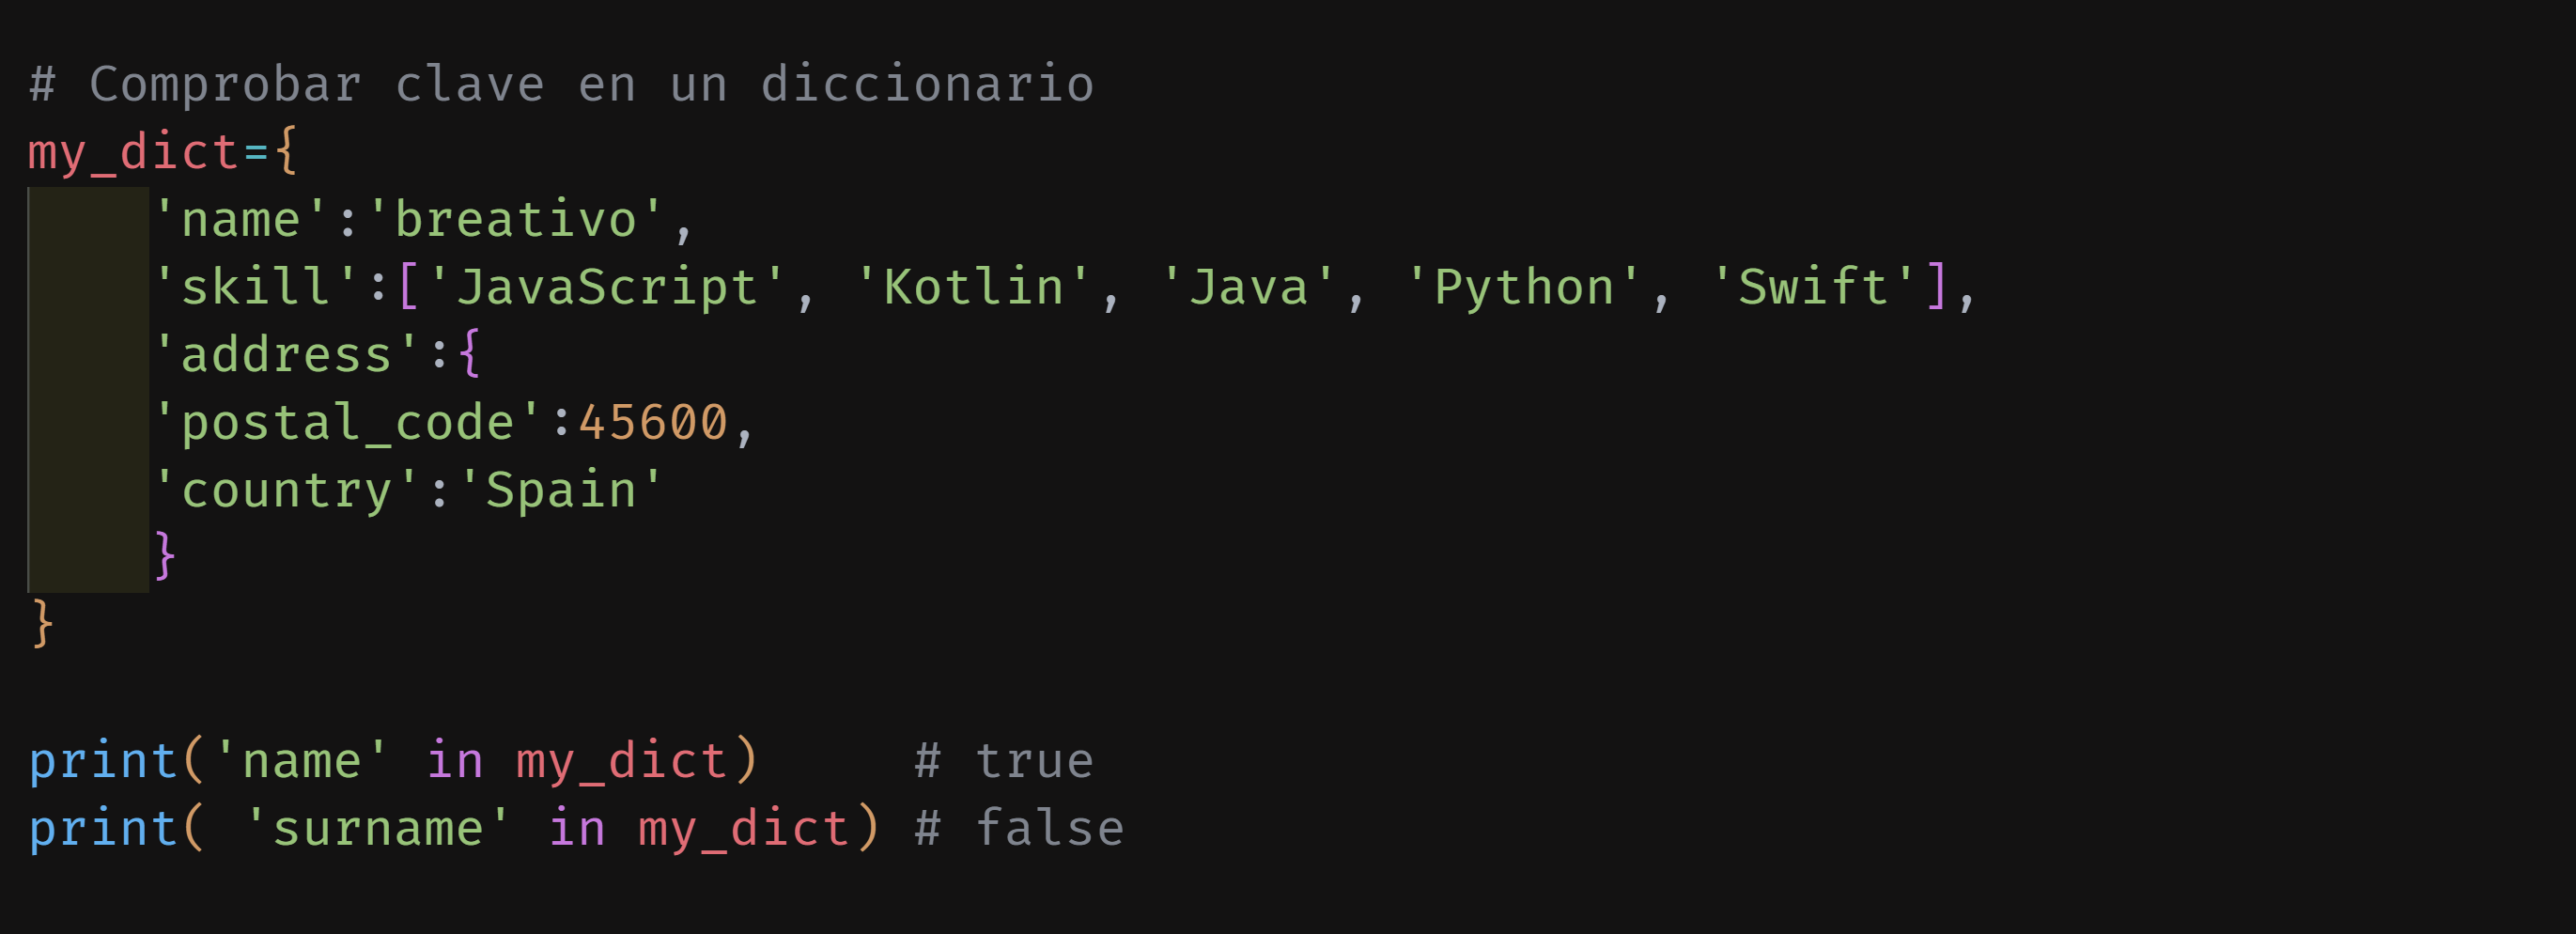 # Comprobar clave en un diccionario
my_dict={
    'name':'breativo',
    'skill':['JavaScript', 'Kotlin', 'Java', 'Python', 'Swift'],
    'address':{
    'postal_code':45600,
    'country':'Spain'
    }
}
print('name' in my_dict)     # true
print( 'surname' in my_dict) # false